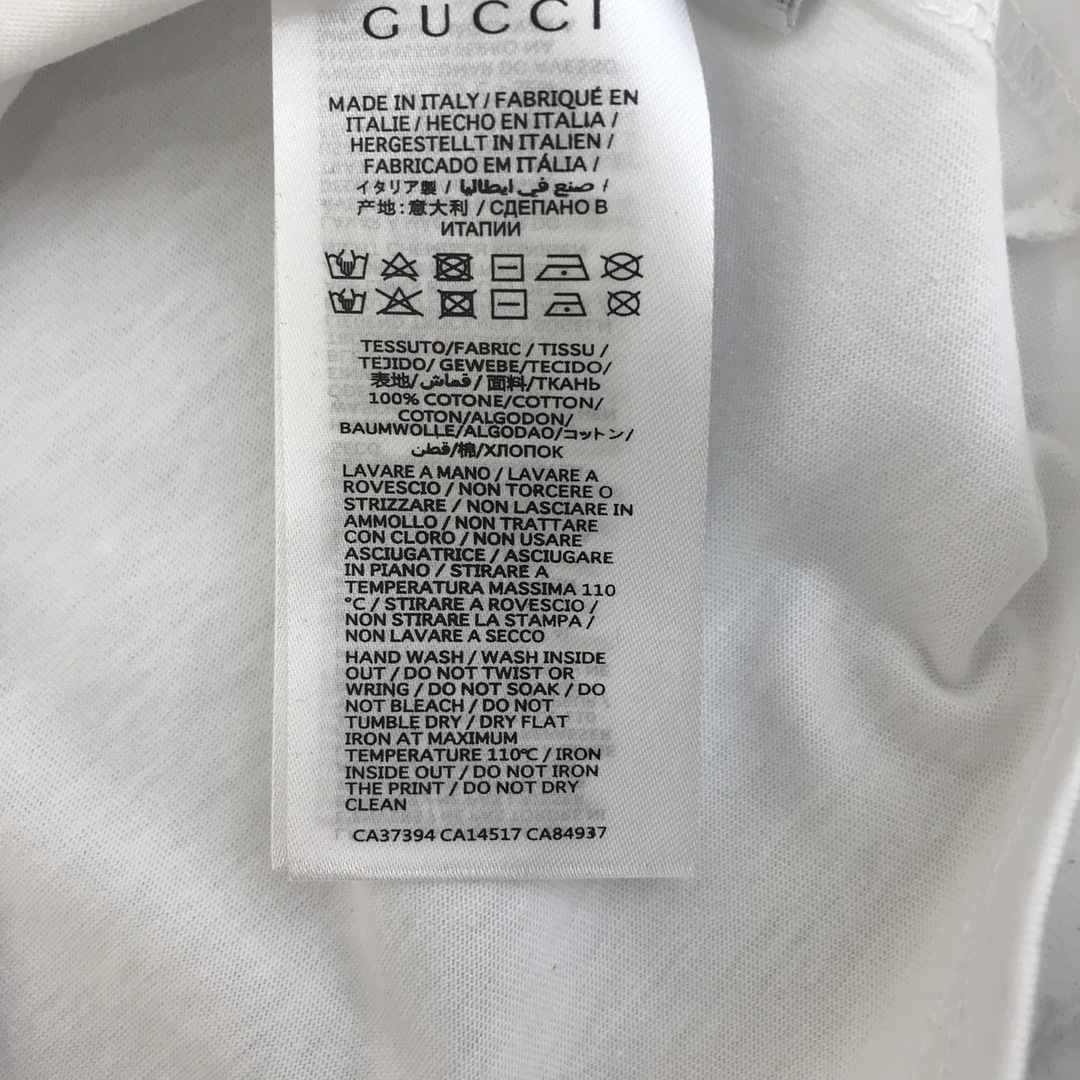 GUCCI
MADE IN ITALY / FABRIQUÉ EN
ITALIE / HECHO EN ITALIA /
HERGESTELLT IN ITALIEN /
FABRICADO EM ITÁLIA /
イタリア製 / صنع في ايطاليا /
产地:意大利 / СДЕПАНО В
ИТАПИИ
TESSUTO/FABRIC / TISSU /
TEJIDO/ GEWEBE/TECIDO/
表地/قماش/面料/ТКАНЬ
100% COTONE/COTTON/
COTON/ALGODON/
BAUMWOLLE/ALGODAO/コットン/
قطن/棉/ХЛОПОК
LAVARE A MANO / LAVARE A
ROVESCIO / NON TORCERE O
STRIZZARE / NON LASCIARE IN
AMMOLLO / NON TRATTARE
CON CLORO / NON USARE
ASCIUGATRICE / ASCIUGARE
IN PIANO / STIRARE A
TEMPERATURA MASSIMA 110
°C / STIRARE A ROVESCIO /
NON STIRARE LA STAMPA /
NON LAVARE A SECCO
HAND WASH / WASH INSIDE
OUT / DO NOT TWIST OR
WRING / DO NOT SOAK / DO
NOT BLEACH / DO NOT
TUMBLE DRY / DRY FLAT
IRON AT MAXIMUM
TEMPERATURE 110℃ / IRON
INSIDE OUT / DO NOT IRON
THE PRINT / DO NOT DRY
CLEAN
CA37394 CA14517 CA84937